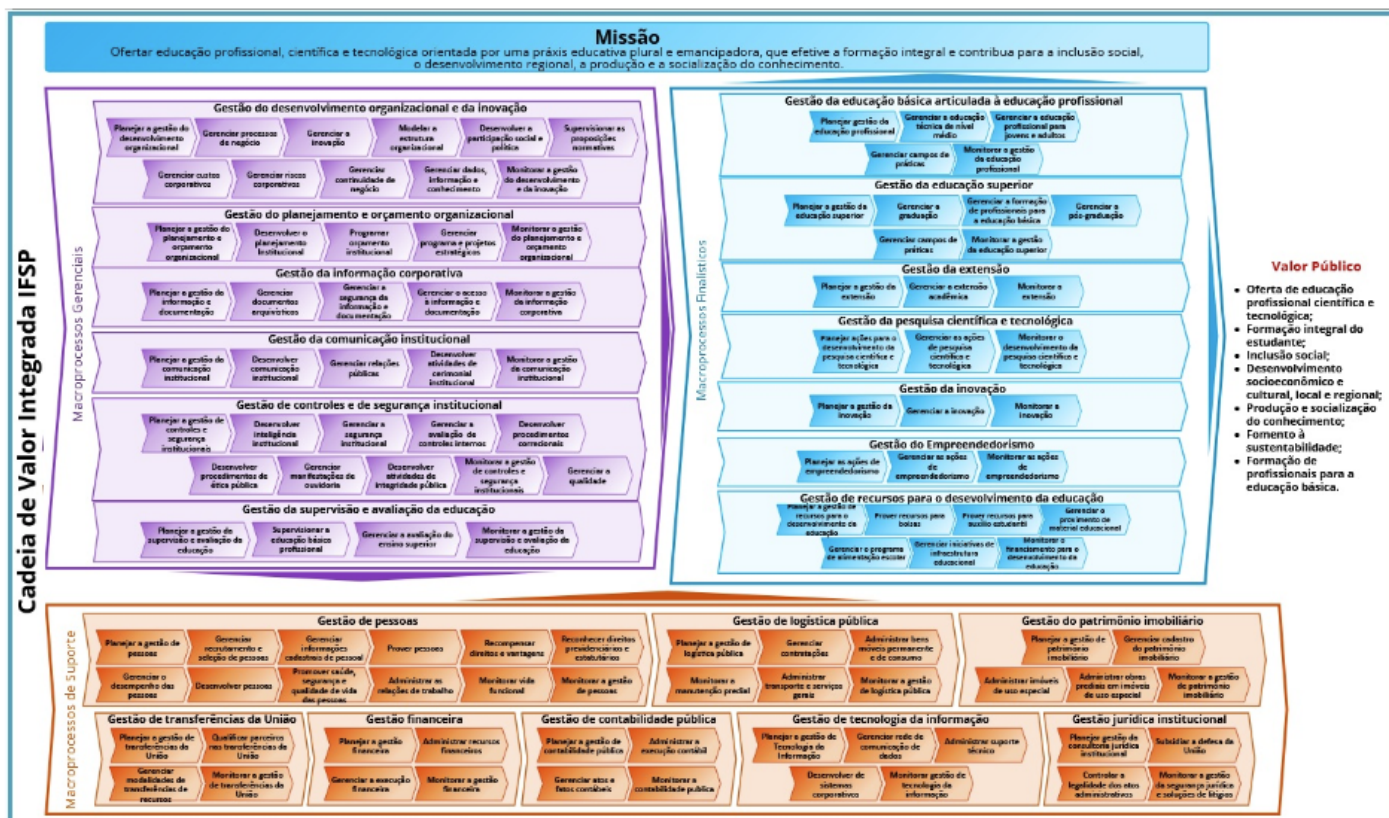 Missão
Ofertar educação profissional, científica e tecnológica orientada por uma práxis educativa plural e emancipadora, que efetive a formação integral e contribua para a inclusão social,
o desenvolvimento regional, a produção e a socialização do conhecimento.
Cadeia de Valor Integrada IFSP
Macroprocessos Gerenciais
Gestão do desenvolvimento organizacional e da inovação
Planejar a gestão do
desenvolvimento
organizacional
Gerenciar processos
de negócio
Gerenciar a
inovação
Modelar a
estrutura
organizacional
Desenvolver a
participação social e
política
Supervisionar as
proposições
normativas
Gerenciar custos
corporativos
Gerenciar riscos
corporativos
Gerenciar
continuidade de
negócio
Gerenciar dados,
informação e
conhecimento
Monitorar a gestão
do desenvolvimento
e da inovação
Gestão do planejamento e orçamento organizacional
Planejar a gestão do
planejamento e
orçamento
organizacional
Desenvolver o
planejamento
Institucional
Programar
orçamento
institucional
Gerenciar
programa e projetos
estratégicos
Monitorar o gestão
do planejamento e
orçamento
organizacional
Gestão da informação corporativa
Planejar a gestão da
informação e
documentação
Gerenciar
documentos
arquivísticos
Gerenciar a
segurança da
informação e
documentação
Gerenciar o acesso
à informação e
documentação
Monitorar a gestão
da informação
corporativa
Gestão da comunicação institucional
Planejar a gestão da
comunicação
institucional
Desenvolver
comunicação
institucional
Gerenciar relações
públicas
Desenvolver
atividades de
cerimonial
institucional
Monitorar a gestão
da comunicação
institucional
Gestão de controles e de segurança institucional
Planejar a gestão de
controles e
segurança
institucionais
Desenvolver
inteligência
institucional
Gerenciar a
segurança
institucional
Gerenciar a
avaliação de
controles internos
Desenvolver
procedimentos
correcionais
Desenvolver
procedimentos de
ética pública
Gerenciar
manifestações de
ouvidoria
Desenvolver
atividades de
integridade pública
Monitorar a gestão
de controles e
segurança
institucionais
Gerenciar a
qualidade
Gestão da supervisão e avaliação da educação
Planejar a gestão da
supervisão e avaliação da
educação
Supervisionar a
educação básica
profissional
Gerenciar a avaliação do
ensino superior
Monitorar a gestão da
supervisão e avaliação da
educação
Macroprocessos Finalísticos
Gestão da educação básica articulada à educação profissional
Planejar gestão da
educação profissional
Gerenciar a educação
técnica de nível
médio
Gerenciar a educação
profissional para
jovens e adultos
Gerenciar campos de
práticas
Monitorar a gestão
da educação
profissional
Gestão da educação superior
Planejar a gestão da
educação superior
Gerenciar a
graduação
Gerenciar a formação
de profissionais para
a educação básica
Gerenciar a
pós-graduação
Gerenciar campos de
práticas
Monitorar a gestão
da educação superior
Gestão da extensão
Planejar a gestão da
extensão
Gerenciar a extensão
acadêmica
Monitorar a
extensão
Gestão da pesquisa científica e tecnológica
Planejar ações para o
desenvolvimento da
pesquisa científica e
tecnológica
Gerenciar as ações
de pesquisa
científica e
tecnológica
Monitorar o
desenvolvimento da
pesquisa científica e
tecnológica
Gestão da inovação
Planejar a gestão da
inovação
Gerenciar a inovação
Monitorar a
inovação
Gestão do Empreendedorismo
Planejar as ações de
empreendedorismo
Gerenciar as ações
de
empreendedorismo
Monitorar as ações
de
empreendedorismo
Gestão de recursos para o desevolvimento da educação
Planejar a gestão de
recursos para o
desenvolvimento da
educação
Prover recursos para
bolsas
Prover recursos para
auxílio estudantil
Gerenciar o
provimento de
material educacional
Gerenciar o programa
de alimentação escolar
Gerenciar iniciativas de
infraestrutura
educacional
Monitorar o
financiamento para o
desenvolvimento da
educação
Valor Público
• Oferta de educação
profissional científica e
tecnológica;
• Formação integral do
estudante;
• Inclusão social;
• Desenvolvimento
socioeconômico e
cultural, local e regional;
• Produção e socialização
do conhecimento;
• Fomento à
sustentabilidade;
• Formação de
profissionais para a
educação básica.
Macroprocessos de Suporte
Gestão de pessoas
Planejar a gestão de
pessoas
Gerenciar
recrutamento e
seleção de pessoas
Gerenciar
informações
cadastrais de pessoal
Prover pessoas
Recompensar
direitos e vantagens
Reconhecer direitos
previdenciários e
estatutários
Gerenciar o
desempenho das
pessoas
Desenvolver pessoas
Promover saúde,
segurança e
qualidade de vida
das pessoas
Administrar as
relações de trabalho
Monitorar vida
funcional
Monitorar a gestão
de pessoas
Gestão de logística pública
Planejar a gestão de
logística pública
Gerenciar
contratações
Administrar bens
móveis permanente
e de consumo
Monitorar a
manutenção predial
Administrar
transporte e serviços
gerais
Monitorar a gestão
de logística pública
Gestão do patrimônio imobiliário
Planejar a gestão de
patrimônio
imobiliário
Gerenciar cadastro
do patrimônio
imobiliário
Administrar imóveis
de uso especial
Administrar obras
prediais em imóveis
de uso especial
Monitorar a gestão
de patrimônio
imobiliário
Gestão de transferências da União
Planejar a gestão de
transferências da
União
Qualificar parceiros
nas transferências da
União
Gerenciar
modalidades de
transferências de
recursos
Monitorar a gestão
de transferências da
União
Gestão financeira
Planejar a gestão
financeira
Administrar recursos
financeiros
Gerenciar a execução
financeira
Monitorar a gestão
financeira
Gestão de contabilidade pública
Planejar a gestão de
contabilidade pública
Administrar a
execução contábil
Gerenciar atos e
fatos contábeis
Monitorar a
contabilidade publica
Gestão de tecnologia da informação
Planejar a gestão de
Tecnologia da
Informação
Gerenciar rede de
comunicação de
dados
Administrar suporte
técnico
Desenvolver de
sistemas
corporativos
Monitorar gestão de
tecnologia da
informação
Gestão jurídica institucional
Planejar gestão da
consultoria jurídica
institucional
Subsidiar a defesa da
União
Controlar a
legalidade dos atos
administrativos
Monitorar a gestão
da segurança jurídica
e soluções de litígios